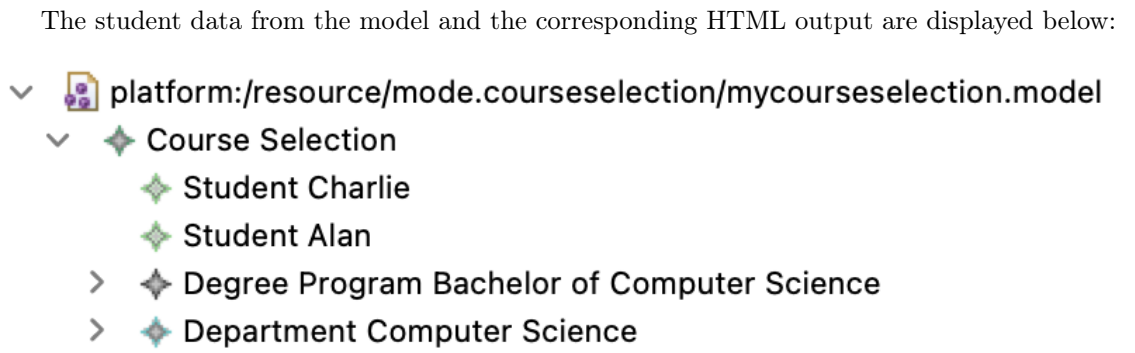 The student data from the model and the corresponding HTML output are displayed below:
platform:/resource/mode.courseselection/mycourseselection.model
Course Selection
Student Charlie
Student Alan
Degree Program Bachelor of Computer Science
Department Computer Science